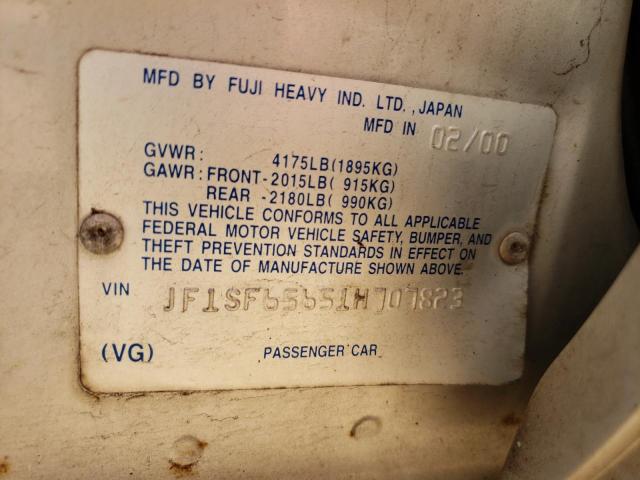 MFD BY FUJI HEAVY IND. LTD., JAPAN
MFD IN 02/00
GVWR: 4175LB(1895KG)
GAWR: FRONT-2015LB( 915KG)
REAR -2180LB( 990KG)
THIS VEHICLE CONFORMS TO ALL APPLICABLE
FEDERAL MOTOR VEHICLE SAFETY, BUMPER, AND
THEFT PREVENTION STANDARDS IN EFFECT ON
THE DATE OF MANUFACTURE SHOWN ABOVE.
VIN JF1SF65651H707823
(VG) PASSENGER CAR